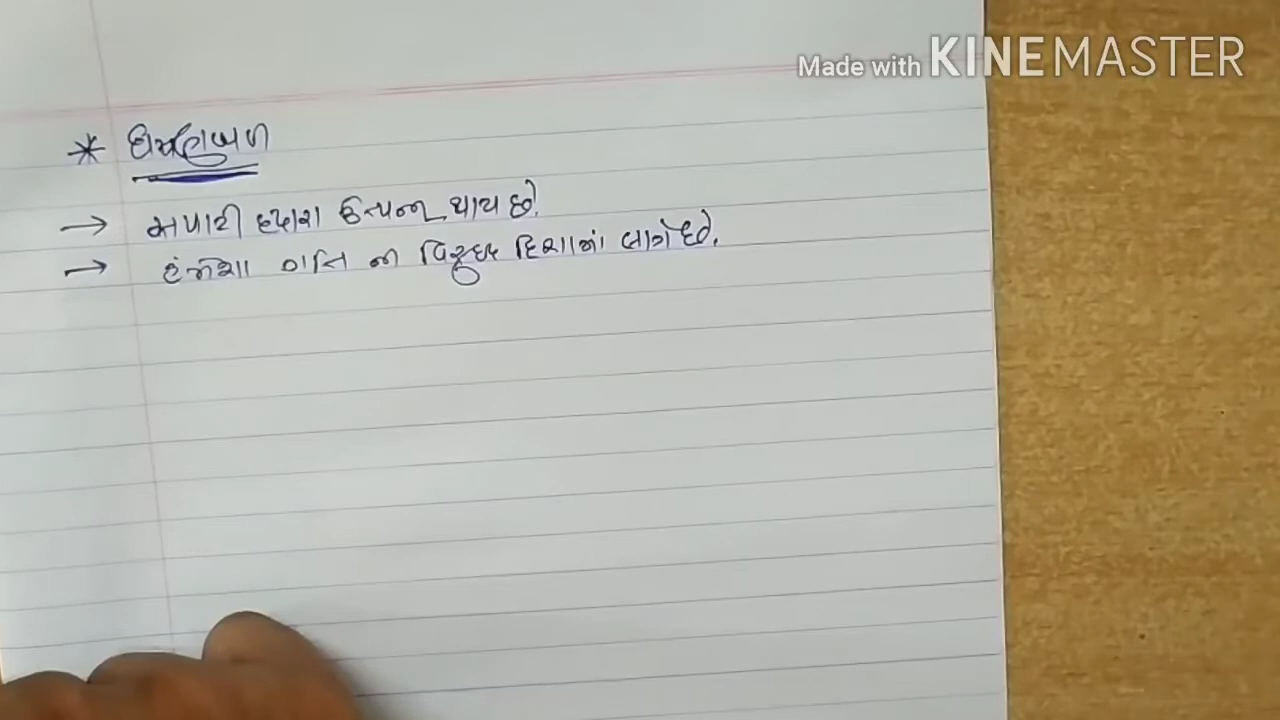 Made with KINEMASTER
* ઘર્ષણબળ
→ સપાટી દ્વારા ઉત્પન્ન થાય છે.
→ હંમેશા ગતિ ના વિરુદ્ધ દિશામાં લાગે છે.